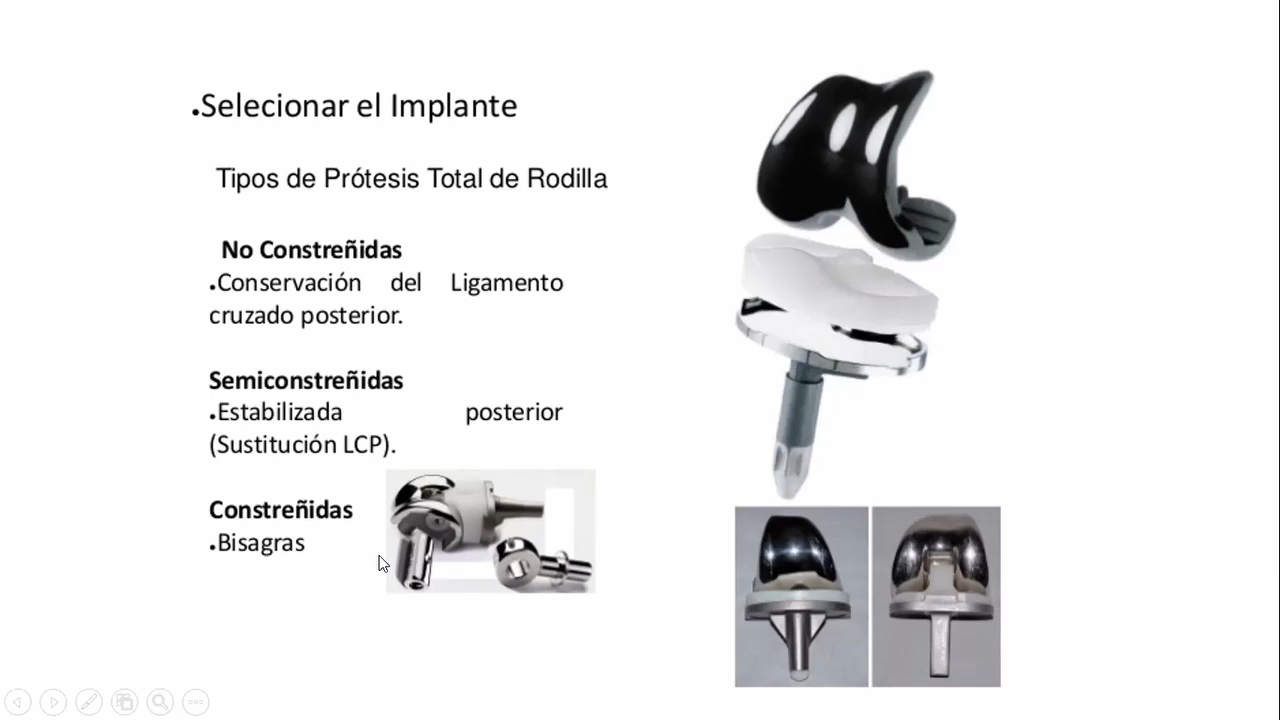 •Selecionar el Implante
Tipos de Prótesis Total de Rodilla
No Constreñidas
•Conservación del Ligamento
cruzado posterior.
Semiconstreñidas
•Estabilizada posterior
(Sustitución LCP).
Constreñidas
•Bisagras